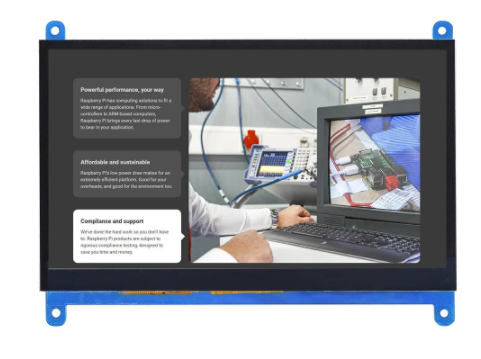 Powerful performance, your way
Raspberry Pi has computing solutions to fit a
wide range of applications. From micro-
controllers to ARM-based computers,
Raspberry Pi brings every last drop of power
to bear in your application.
Affordable and sustainable
Raspberry Pi's low power draw makes for an
extremely efficient platform. Good for your
overheads, and good for the environment too.
Compliance and support
We've done the hard work so you don't have
to. Raspberry Pi products are subject to
rigorous compliance testing, designed to
save you time and money.